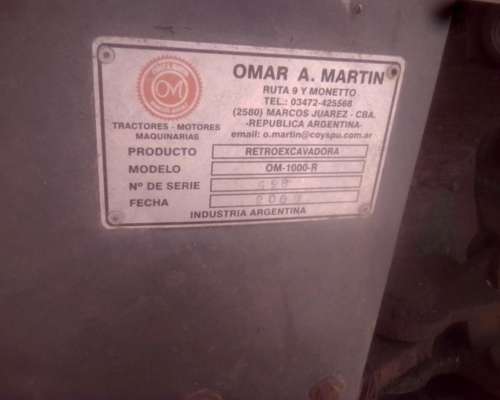 OMAR A. MARTIN
RUTA 9 Y MONETTO
TEL.: 03472-425568
(2580) MARCOS JUAREZ - CBA.
-REPUBLICA ARGENTINA-
email: o.martin@coyspu.com.ar
OM
TRACTORES - MOTORES
MAQUINARIAS
PRODUCTO RETROEXCAVADORA
MODELO OM-1000-R
Nº DE SERIE
FECHA
INDUSTRIA ARGENTINA